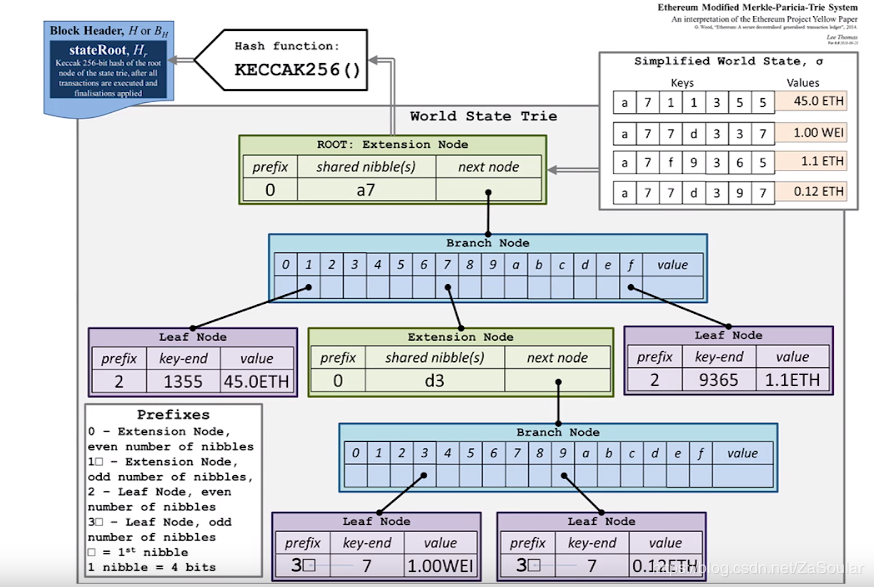 Ethereum Modified Merkle-Paricia-Trie System
An interpretation of the Ethereum Project Yellow Paper
Lee Thomas
Block Header, H or B_H
stateRoot, H_r
Keccak 256-bit hash of the root
node of the state trie, after all
transactions are executed and
finalisations applied
Hash function:
KECCAK256()
Simplified World State, σ
Keys Values
a 7 1 1 3 5 5 45.0 ETH
a 7 7 d 3 3 7 1.00 WEI
a 7 f 9 3 6 5 1.1 ETH
a 7 7 d 3 9 7 0.12 ETH
World State Trie
ROOT: Extension Node
prefix shared nibble(s) next node
0 a7
Branch Node
0 1 2 3 4 5 6 7 8 9 a b c d e f value
Leaf Node
prefix key-end value
2 1355 45.0ETH
Extension Node
prefix shared nibble(s) next node
0 d3
Leaf Node
prefix key-end value
2 9365 1.1ETH
Branch Node
0 1 2 3 4 5 6 7 8 9 a b c d e f value
Leaf Node
prefix key-end value
3□ 7 1.00WEI
Leaf Node
prefix key-end value
3□ 7 0.12ETH
Prefixes
0 - Extension Node,
even number of nibbles
1□ - Extension Node,
odd number of nibbles,
2 - Leaf Node, even
number of nibbles
3□ - Leaf Node, odd
number of nibbles
□ = 1st nibble
1 nibble = 4 bits
blog.csdn.net/ZaSoular